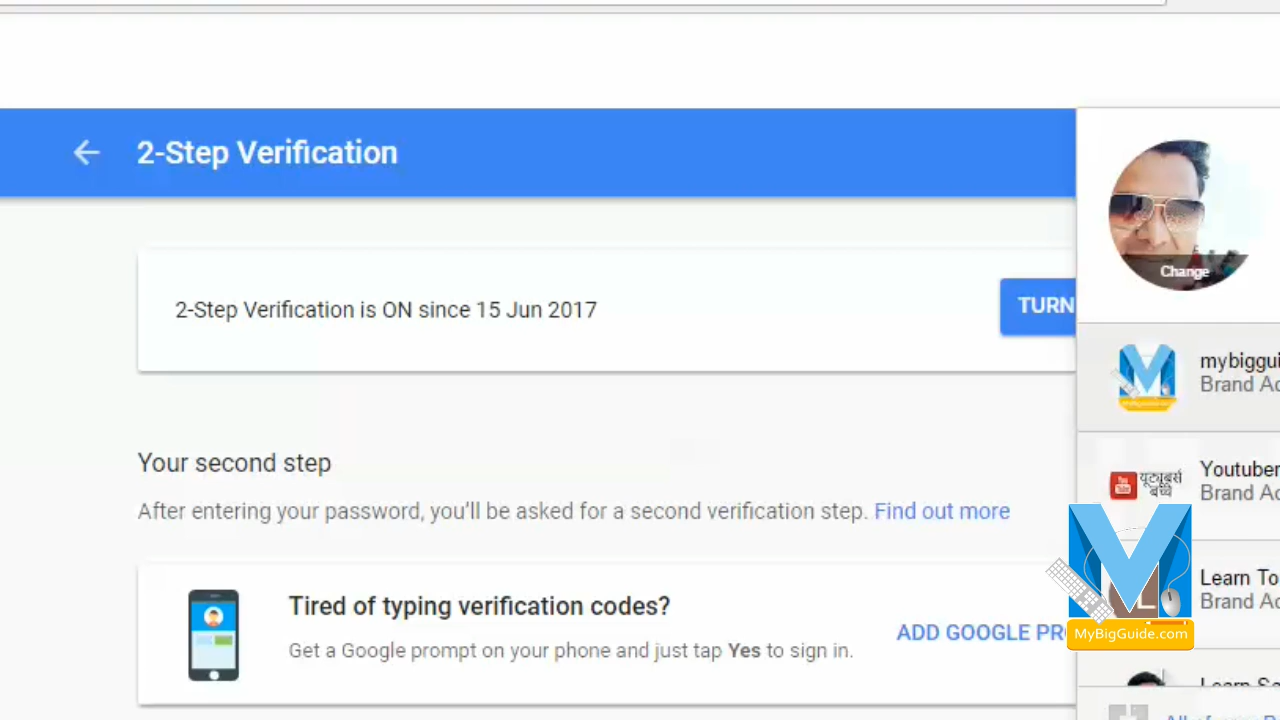 2-Step Verification
2-Step Verification is ON since 15 Jun 2017
TURN
Your second step
After entering your password, you'll be asked for a second verification step. Find out more
Tired of typing verification codes?
Get a Google prompt on your phone and just tap Yes to sign in.
ADD GOOGLE PR
Change
mybiggui
Brand Ac
Youtuber
Brand Ac
You Tube
यूट्यूबर्स
बच्चे
Learn To
Brand Ac
MyBigGuide.com